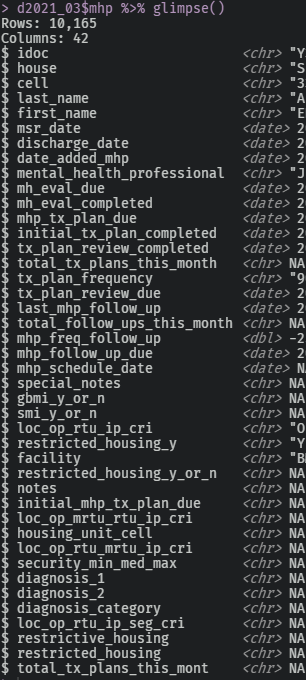 > d2021_03$mhp %>% glimpse()
Rows: 10,165
Columns: 42
$ idoc <chr> "Y
$ house <chr> "S
$ cell <chr> "3
$ last_name <chr> "A
$ first_name <chr> "E
$ msr_date <date> 2
$ discharge_date <date> 2
$ date_added_mhp <date> 2
$ mental_health_professional <chr> "J
$ mh_eval_due <date> 2
$ mh_eval_completed <date> 2
$ mhp_tx_plan_due <date> 2
$ initial_tx_plan_completed <date> 2
$ tx_plan_review_completed <date> 2
$ total_tx_plans_this_month <chr> NA
$ tx_plan_frequency <chr> "9
$ tx_plan_review_due <date> 2
$ last_mhp_follow_up <date> 2
$ total_follow_ups_this_month <chr> NA
$ mhp_freq_follow_up <dbl> -2
$ mhp_follow_up_due <date> 2
$ mhp_schedule_date <date> N
$ special_notes <chr> NA
$ gbmi_y_or_n <chr> NA
$ smi_y_or_n <chr> NA
$ loc_op_rtu_ip_cri <chr> "O
$ restricted_housing_y <chr> "Y
$ facility <chr> "B
$ restricted_housing_y_or_n <chr> NA
$ notes <chr> NA
$ initial_mhp_tx_plan_due <chr> NA
$ loc_op_mrtu_rtu_ip_cri <chr> NA
$ housing_unit_cell <chr> NA
$ loc_op_rtu_mrtu_ip_cri <chr> NA
$ security_min_med_max <chr> NA
$ diagnosis_1 <chr> NA
$ diagnosis_2 <chr> NA
$ diagnosis_category <chr> NA
$ loc_op_rtu_ip_seg_cri <chr> NA
$ restrictive_housing <chr> NA
$ restricted_housing <chr> NA
$ total_tx_plans_this_mont <chr> NA